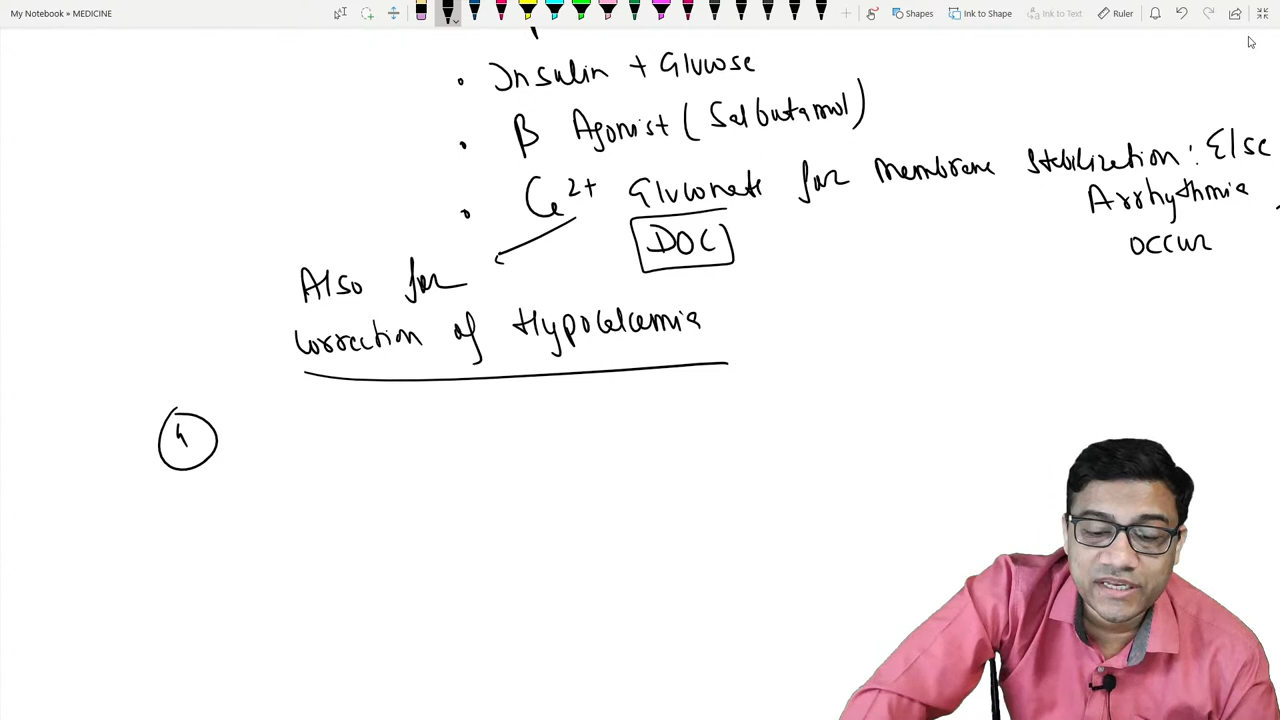 My Notebook » MEDICINE
Shapes Ink to Shape Ink to Text Ruler
• Insulin + Glucose
• β Agonist (Salbutamol)
• Ca2+ Gluconate for Membrane stabilization : Else
Arrhythmia
occur
DOC
Also for
correction of Hypocalcemia
4